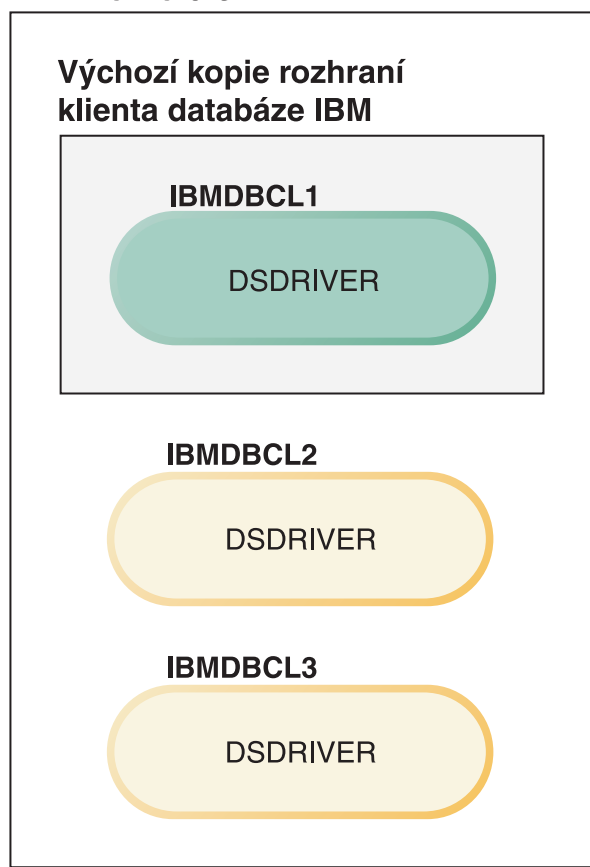 Výchozí kopie rozhraní
klienta databáze IBM
IBMDBCL1
DSDRIVER
IBMDBCL2
DSDRIVER
IBMDBCL3
DSDRIVER